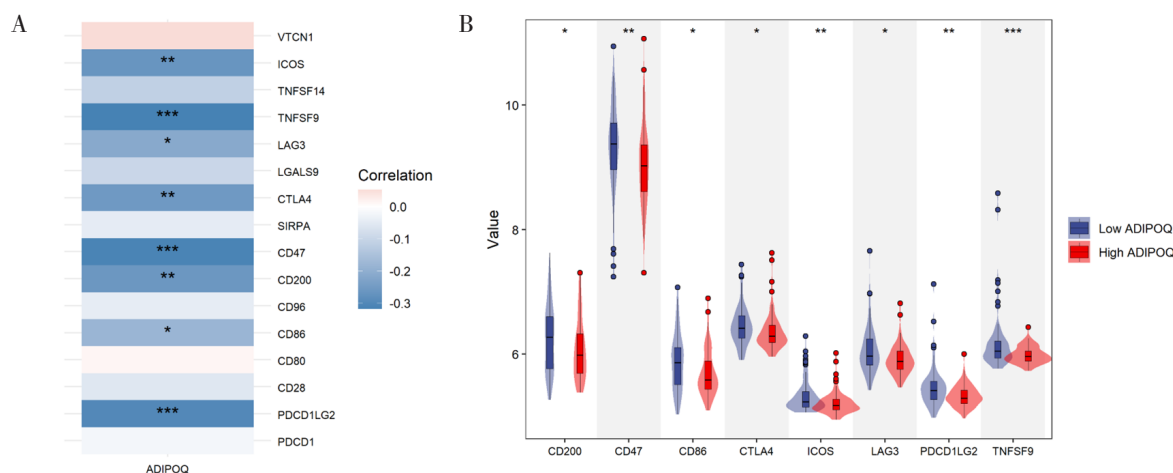 A
VTCN1
** ICOS
TNFSF14
*** TNFSF9
* LAG3
LGALS9
** CTLA4
SIRPA
*** CD47
** CD200
CD96
* CD86
CD80
CD28
*** PDCD1LG2
PDCD1
ADIPOQ
Correlation
0.0
-0.1
-0.2
-0.3
B
* ** * * ** * ** ***
10
8
6
Value
CD200 CD47 CD86 CTLA4 ICOS LAG3 PDCD1LG2 TNFSF9
Low ADIPOQ
High ADIPOQ